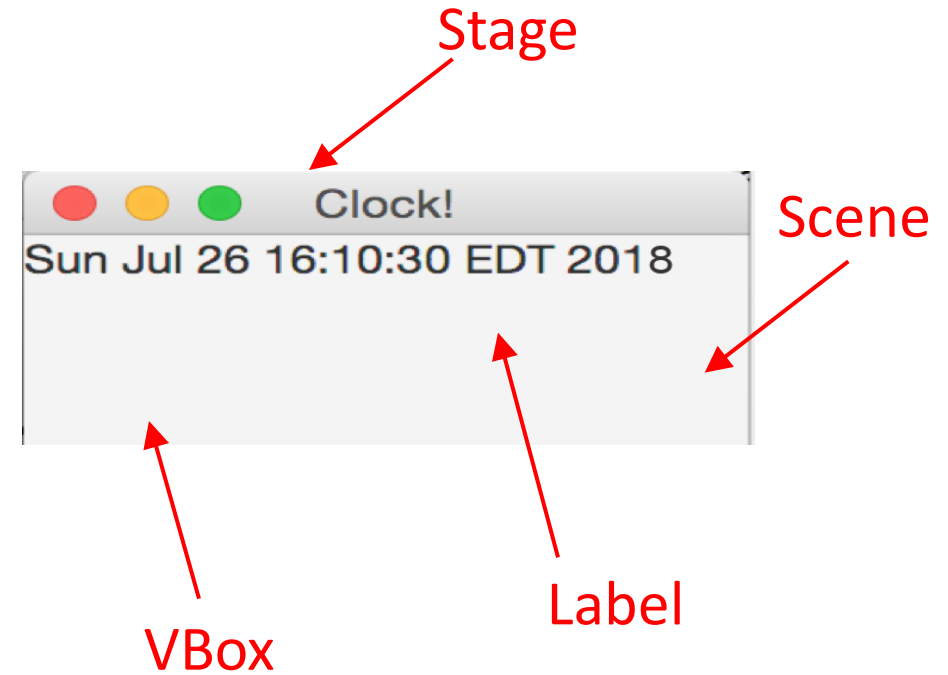 Stage
Clock!
Scene
Sun Jul 26 16:10:30 EDT 2018
Label
VBox